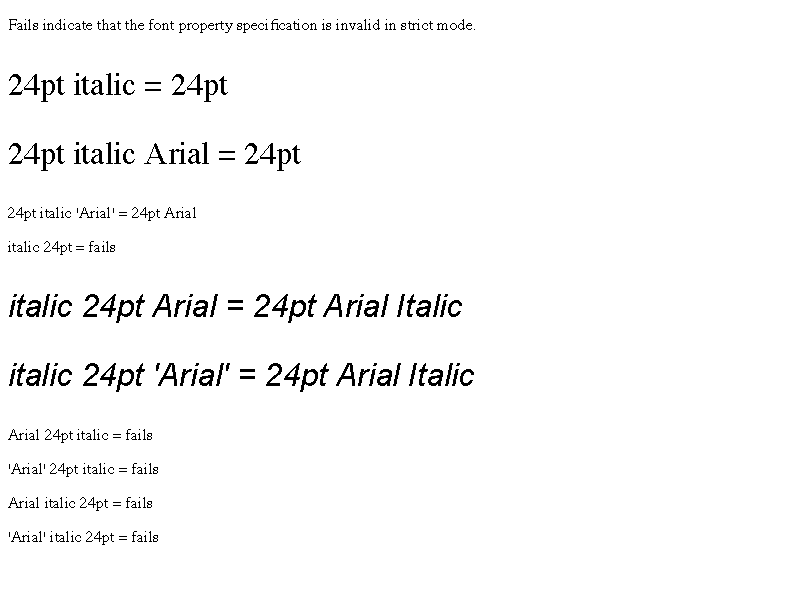 Fails indicate that the font property specification is invalid in strict mode.
24pt italic = 24pt
24pt italic Arial = 24pt
24pt italic 'Arial' = 24pt Arial
italic 24pt = fails
italic 24pt Arial = 24pt Arial Italic
italic 24pt 'Arial' = 24pt Arial Italic
Arial 24pt italic = fails
'Arial' 24pt italic = fails
Arial italic 24pt = fails
'Arial' italic 24pt = fails